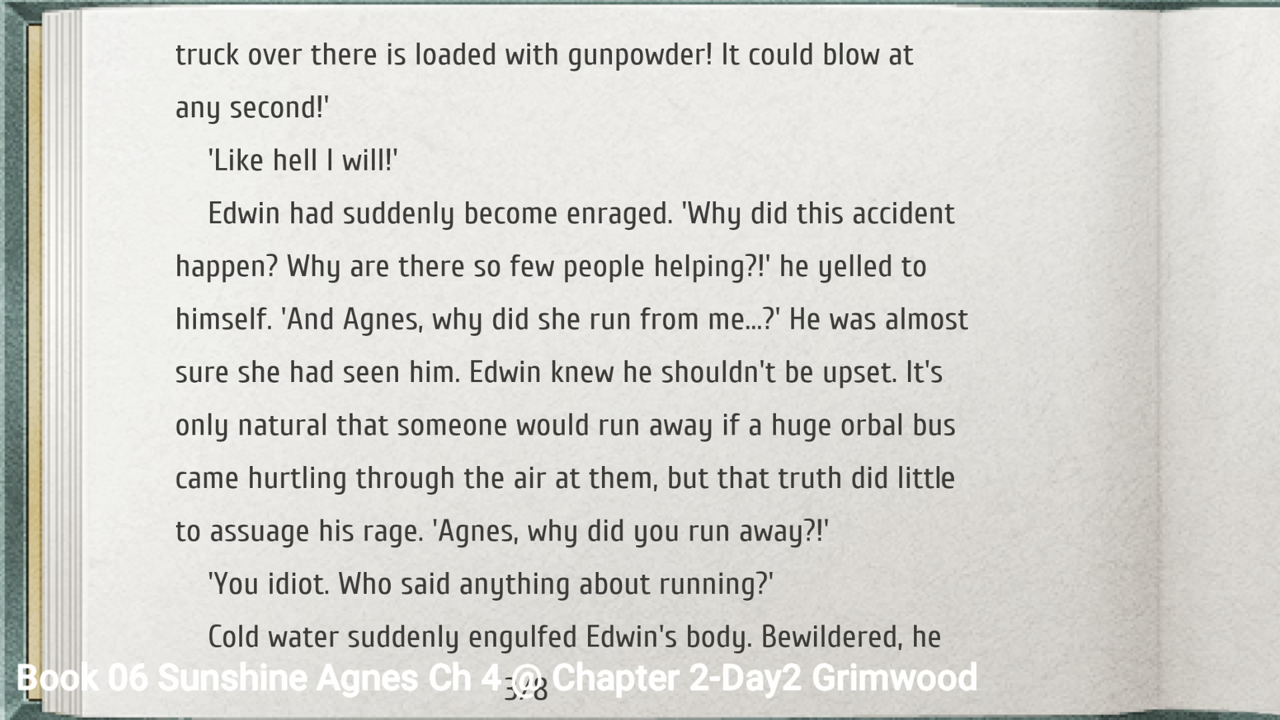 truck over there is loaded with gunpowder! It could blow at
any second!'
'Like hell I will!'
Edwin had suddenly become enraged. 'Why did this accident
happen? Why are there so few people helping?!' he yelled to
himself. 'And Agnes, why did she run from me...?' He was almost
sure she had seen him. Edwin knew he shouldn't be upset. It's
only natural that someone would run away if a huge orbal bus
came hurtling through the air at them, but that truth did little
to assuage his rage. 'Agnes, why did you run away?!'
'You idiot. Who said anything about running?'
Cold water suddenly engulfed Edwin's body. Bewildered, he
Book 06 Sunshine Agnes Ch 4 @ Chapter 2-Day2 Grimwood
3/8